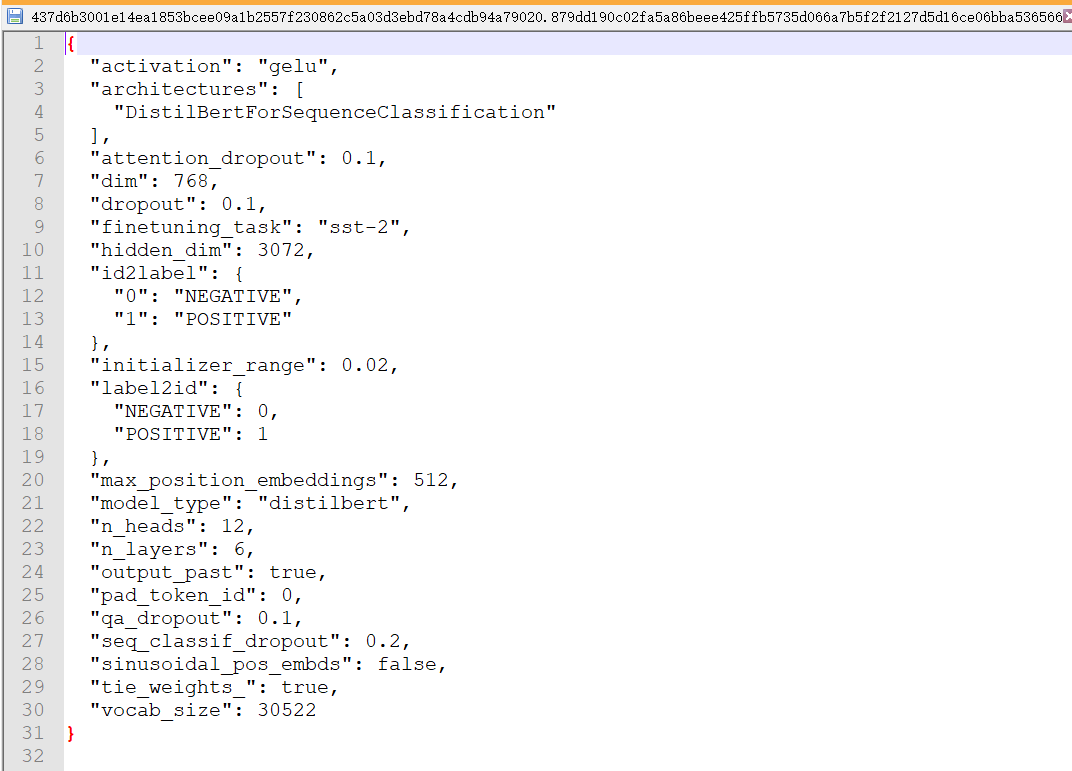 437d6b3001e14ea1853bcee09a1b2557f230862c5a03d3ebd78a4cdb94a79020.879dd190c02fa5a86beee425ffb5735d066a7b5f2f2127d5d16ce06bba536566
1 {
2 "activation": "gelu",
3 "architectures": [
4 "DistilBertForSequenceClassification"
5 ],
6 "attention_dropout": 0.1,
7 "dim": 768,
8 "dropout": 0.1,
9 "finetuning_task": "sst-2",
10 "hidden_dim": 3072,
11 "id2label": {
12 "0": "NEGATIVE",
13 "1": "POSITIVE"
14 },
15 "initializer_range": 0.02,
16 "label2id": {
17 "NEGATIVE": 0,
18 "POSITIVE": 1
19 },
20 "max_position_embeddings": 512,
21 "model_type": "distilbert",
22 "n_heads": 12,
23 "n_layers": 6,
24 "output_past": true,
25 "pad_token_id": 0,
26 "qa_dropout": 0.1,
27 "seq_classif_dropout": 0.2,
28 "sinusoidal_pos_embds": false,
29 "tie_weights_": true,
30 "vocab_size": 30522
31 }
32